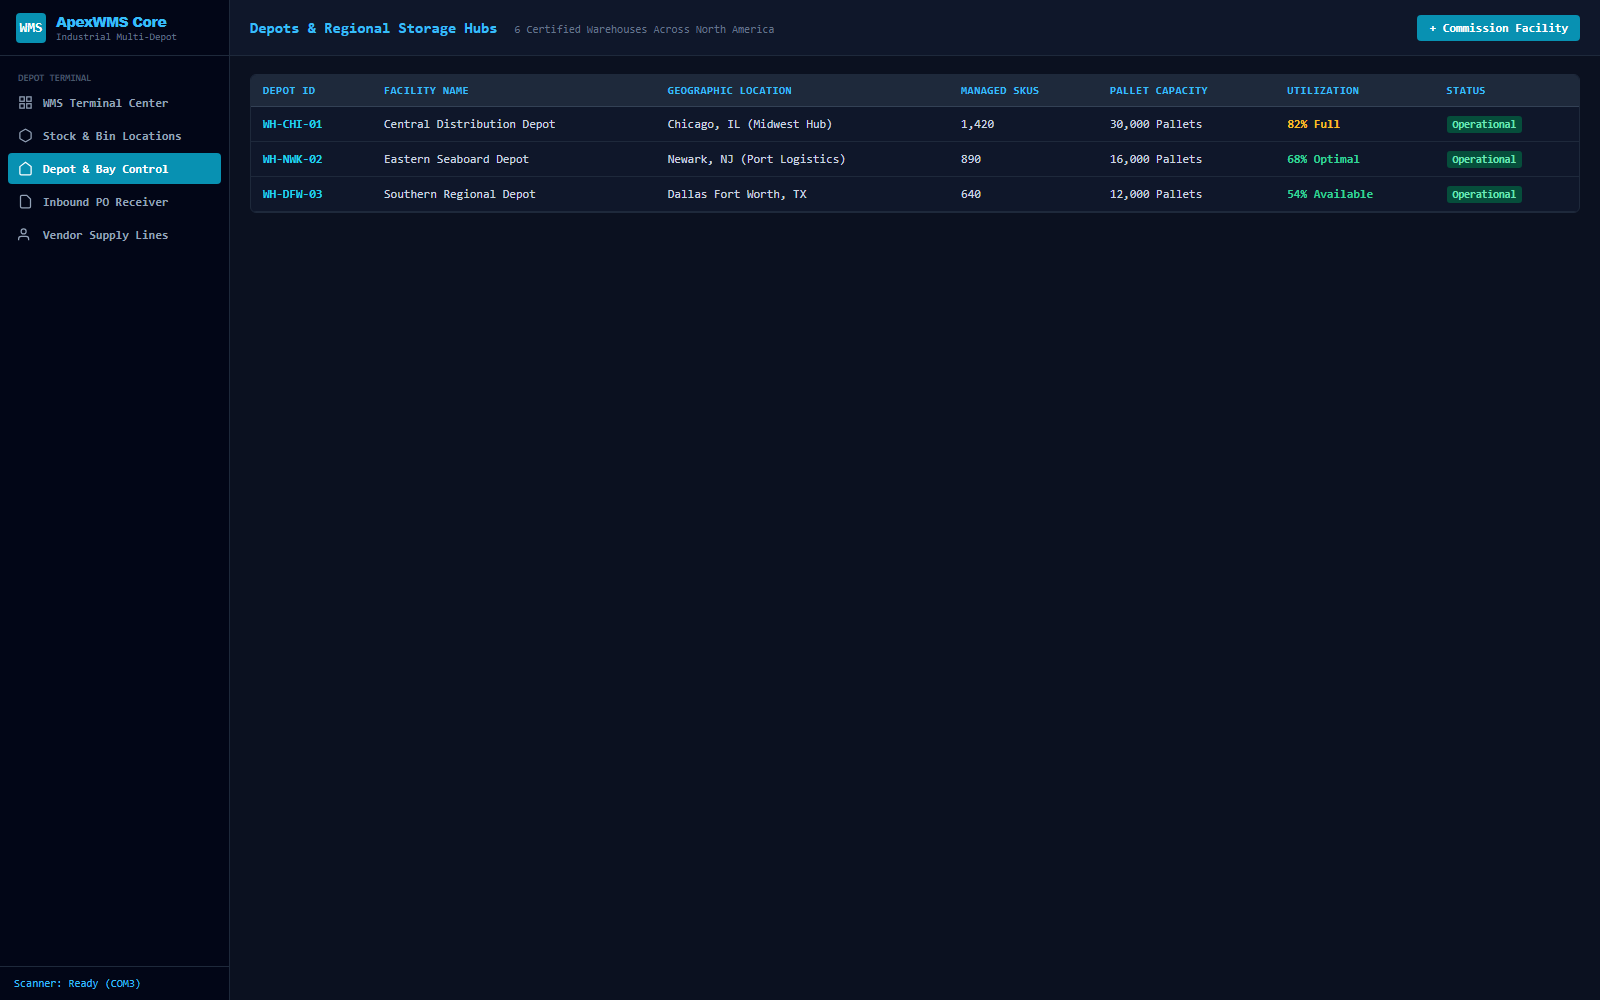 WMS
ApexWMS Core
Industrial Multi-Depot
DEPOT TERMINAL
WMS Terminal Center
Stock & Bin Locations
Depot & Bay Control
Inbound PO Receiver
Vendor Supply Lines
Scanner: Ready (COM3)
Depots & Regional Storage Hubs 6 Certified Warehouses Across North America
+ Commission Facility
DEPOT ID FACILITY NAME GEOGRAPHIC LOCATION MANAGED SKUS PALLET CAPACITY UTILIZATION STATUS
WH-CHI-01 Central Distribution Depot Chicago, IL (Midwest Hub) 1,420 30,000 Pallets 82% Full Operational
WH-NWK-02 Eastern Seaboard Depot Newark, NJ (Port Logistics) 890 16,000 Pallets 68% Optimal Operational
WH-DFW-03 Southern Regional Depot Dallas Fort Worth, TX 640 12,000 Pallets 54% Available Operational